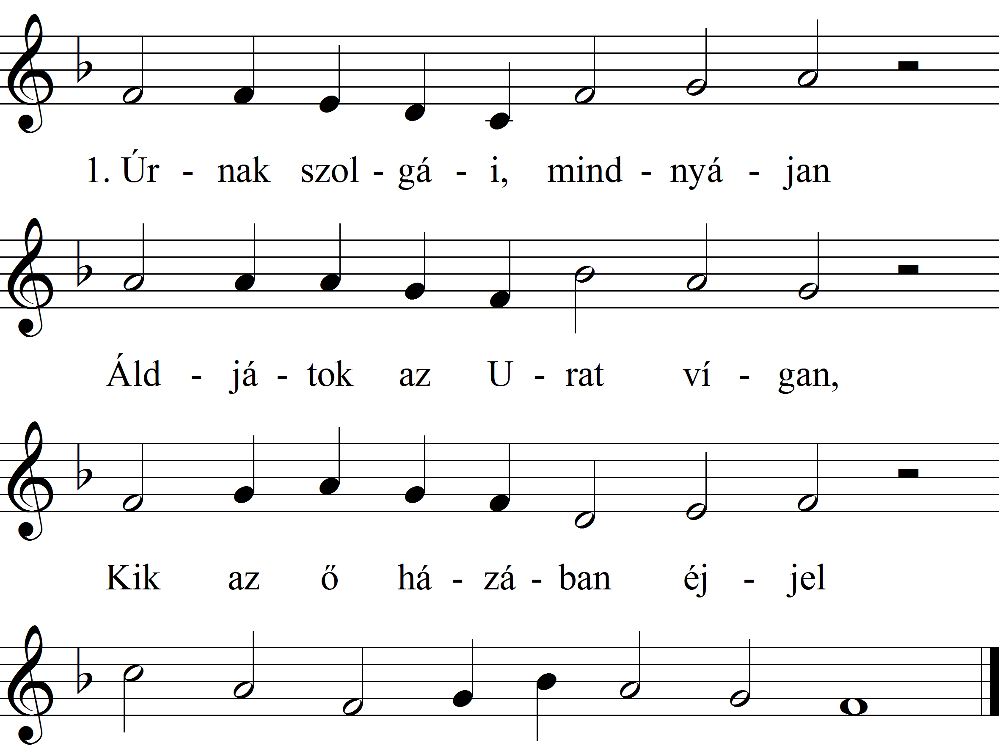 1. Úr - nak szol - gá - i, mind - nyá - jan
Áld - já - tok az U - rat ví - gan,
Kik az ő há - zá - ban éj - jel